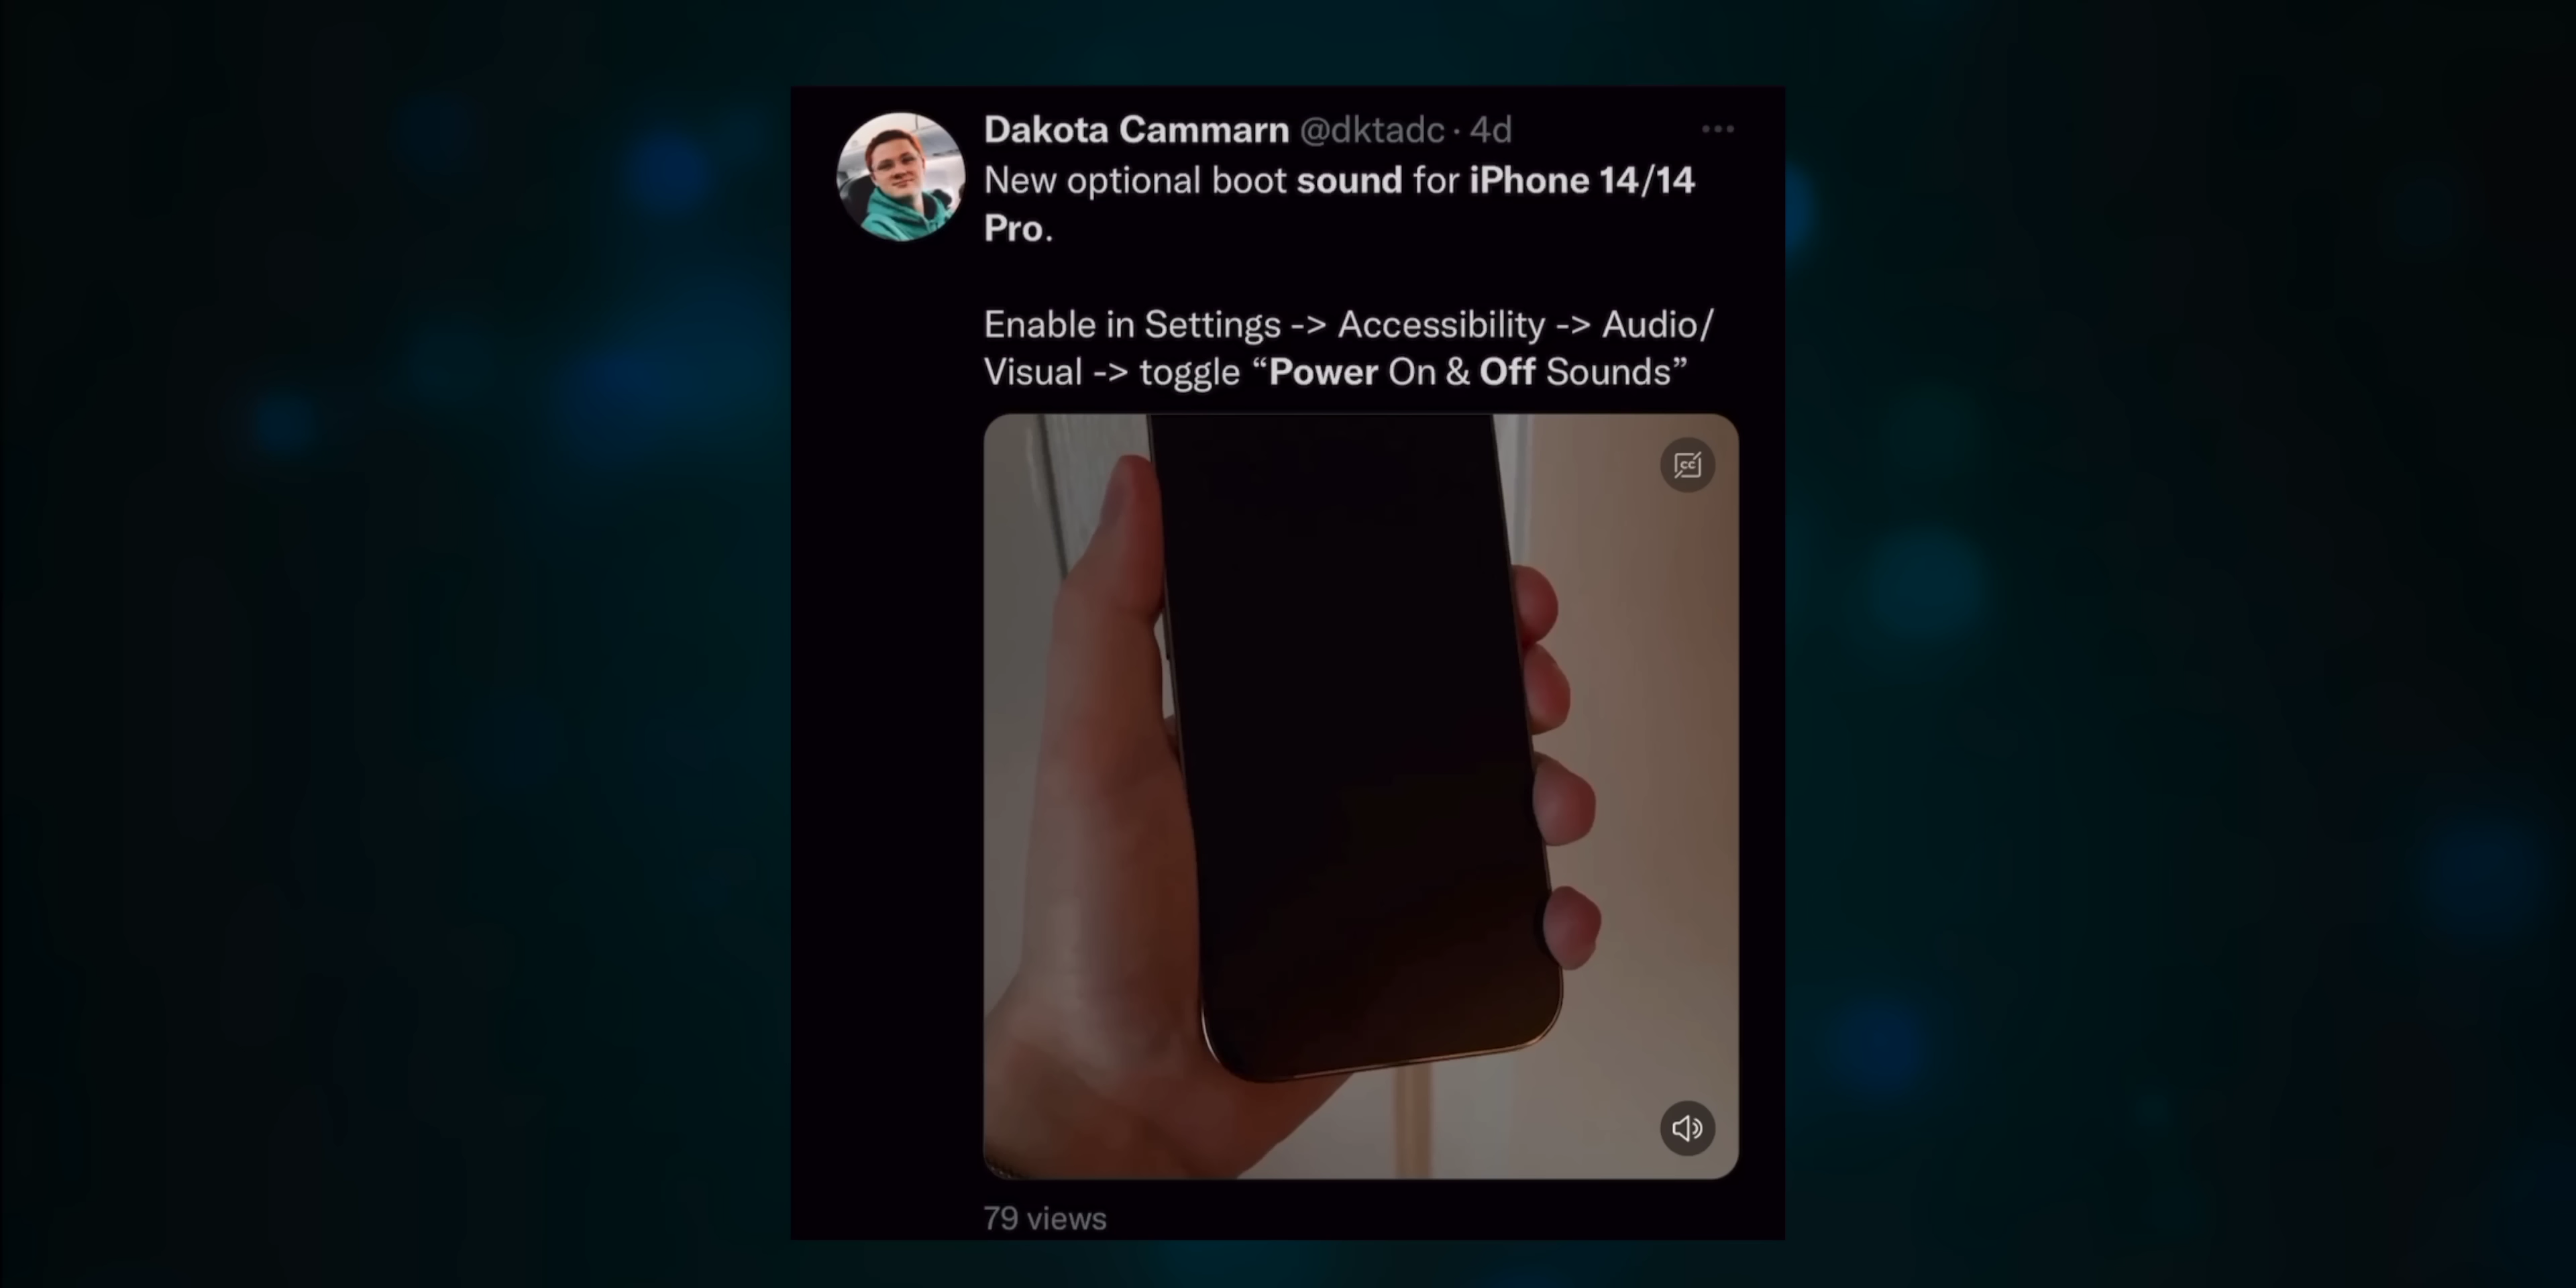 Dakota Cammarn @dktadc · 4d
New optional boot sound for iPhone 14/14
Pro.
Enable in Settings -> Accessibility -> Audio/
Visual -> toggle “Power On & Off Sounds”
CC
79 views